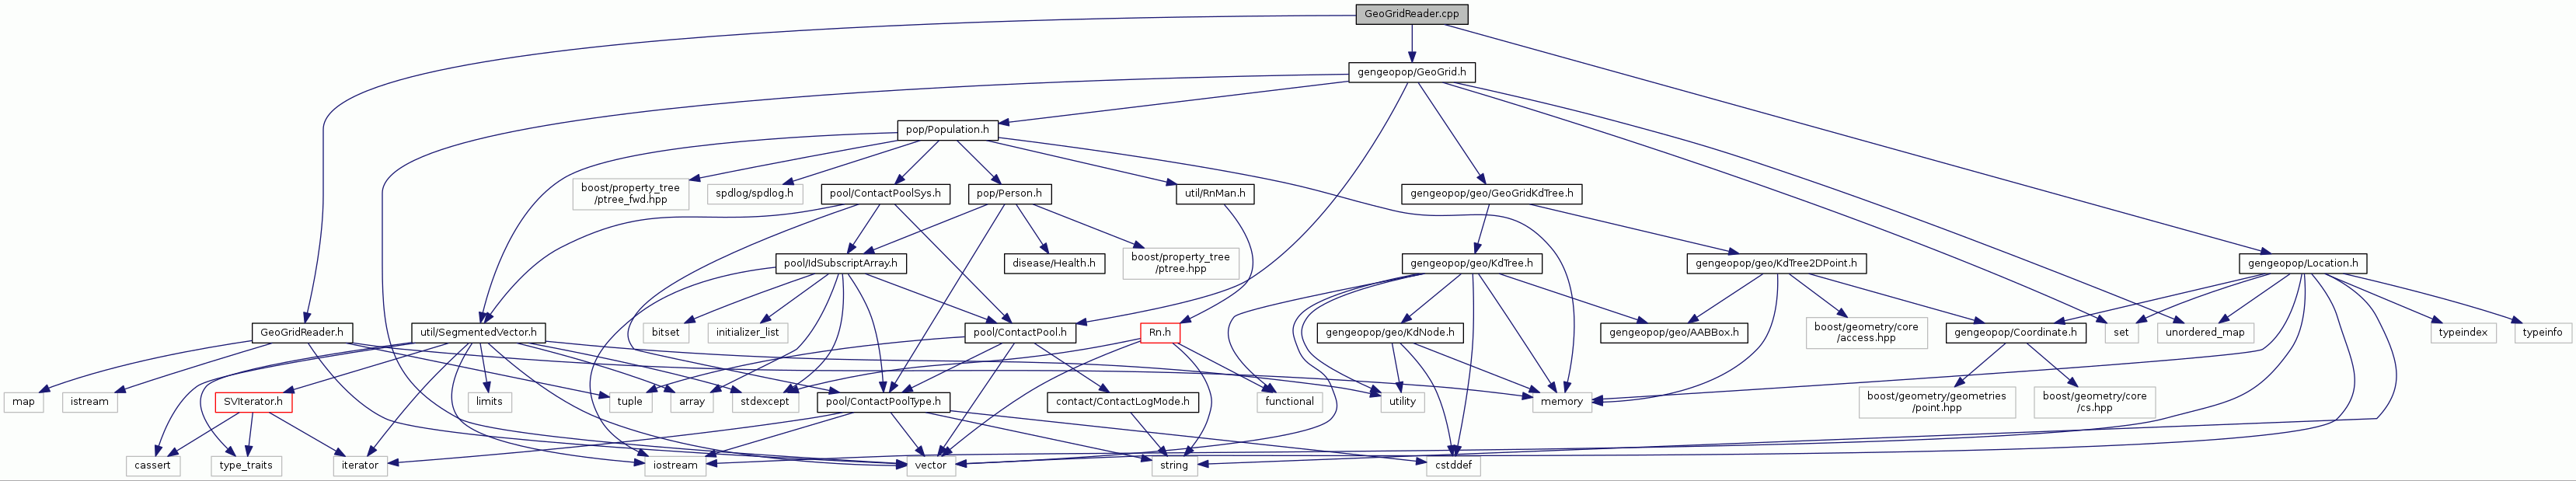 GeoGridReader.cpp
gengeopop/GeoGrid.h
pop/Population.h
boost/property_tree
/ptree_fwd.hpp
spdlog/spdlog.h
pool/ContactPoolSys.h
pop/Person.h
util/RnMan.h
gengeopop/geo/GeoGridKdTree.h
pool/IdSubscriptArray.h
disease/Health.h
boost/property_tree
/ptree.hpp
gengeopop/geo/KdTree.h
gengeopop/geo/KdTree2DPoint.h
gengeopop/Location.h
GeoGridReader.h
util/SegmentedVector.h
bitset
initializer_list
pool/ContactPool.h
Rn.h
gengeopop/geo/KdNode.h
gengeopop/geo/AABBox.h
boost/geometry/core
/access.hpp
gengeopop/Coordinate.h
set
unordered_map
typeindex
typeinfo
map
istream
SVIterator.h
limits
tuple
array
stdexcept
pool/ContactPoolType.h
contact/ContactLogMode.h
functional
utility
memory
boost/geometry/geometries
/point.hpp
boost/geometry/core
/cs.hpp
cassert
type_traits
iterator
iostream
vector
string
cstddef